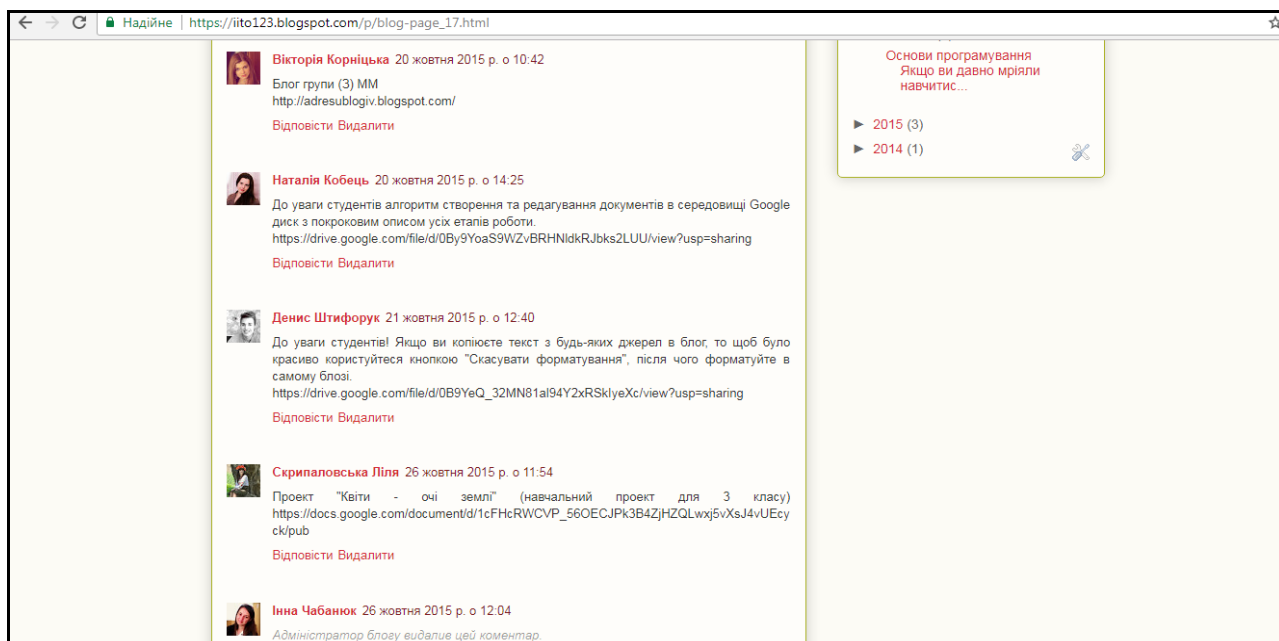 Надійне
https://iito123.blogspot.com/p/blog-page_17.html
Вікторія Корніцька 20 жовтня 2015 р. о 10:42
Блог групи (3) ММ
http://adresublogiv.blogspot.com/
Відповісти Видалити
Наталія Кобець 20 жовтня 2015 р. о 14:25
До уваги студентів алгоритм створення та редагування документів в середовищі Google
диск з покроковим описом усіх етапів роботи.
https://drive.google.com/file/d/0By9YoaS9WZvBRHNldkRJbks2LUU/view?usp=sharing
Відповісти Видалити
Денис Штифорук 21 жовтня 2015 р. о 12:40
До уваги студентів! Якщо ви копіюєте текст з будь-яких джерел в блог, то щоб було
красиво користуйтеся кнопкою "Скасувати форматування", після чого форматуйте в
самому блозі.
https://drive.google.com/file/d/0B9YeQ_32MN81al94Y2xRSklyeXc/view?usp=sharing
Відповісти Видалити
Скрипаловська Ліля 26 жовтня 2015 р. о 11:54
Проект "Квіти - очі землі" (навчальний проект для 3 класу)
https://docs.google.com/document/d/1cFHcRWCVP_56OECJPk3B4ZjHZQLwxj5vXsJ4vUEcy
ck/pub
Відповісти Видалити
Інна Чабанюк 26 жовтня 2015 р. о 12:04
Адміністратор блогу видалив цей коментар.
Основи програмування
Якщо ви давно мріяли
навчитис...
► 2015 (3)
► 2014 (1)